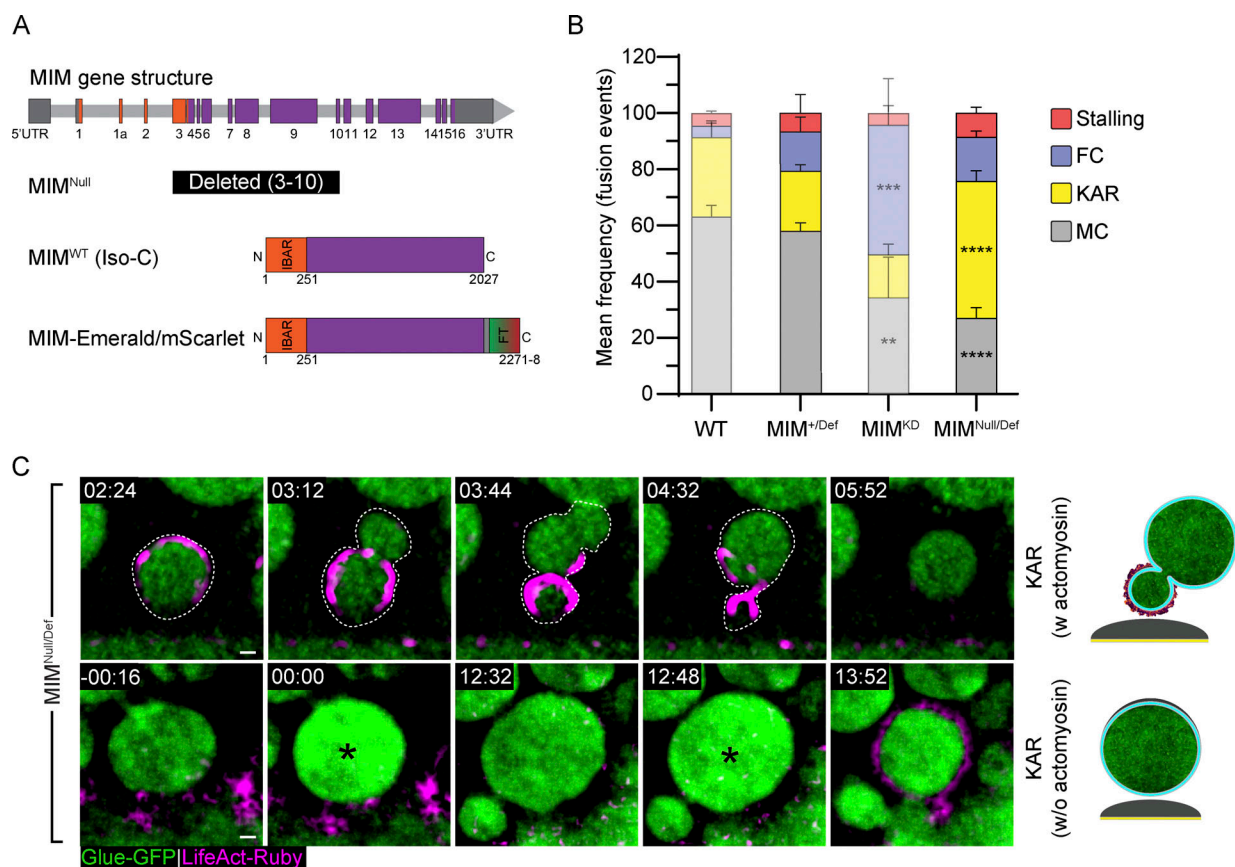 A
MIM gene structure
5'UTR 1 1a 2 3 456 7 8 9 1011 12 13 141516 3'UTR
MIM^Null
Deleted (3-10)
MIM^WT (Iso-C)
N IBAR C
1 251 2027
MIM-Emerald/mScarlet
N IBAR FT C
1 251 2271-8
B
Mean frequency (fusion events)
120
100
80
60
40
20
0
*** 
**
****
****
WT MIM^+/Def MIM^KD MIM^Null/Def
Stalling
FC
KAR
MC
C
MIM^Null/Def
02:24 03:12 03:44 04:32 05:52
KAR
(w actomyosin)
-00:16 00:00 12:32 12:48 13:52
* *
KAR
(w/o actomyosin)
Glue-GFP|LifeAct-Ruby